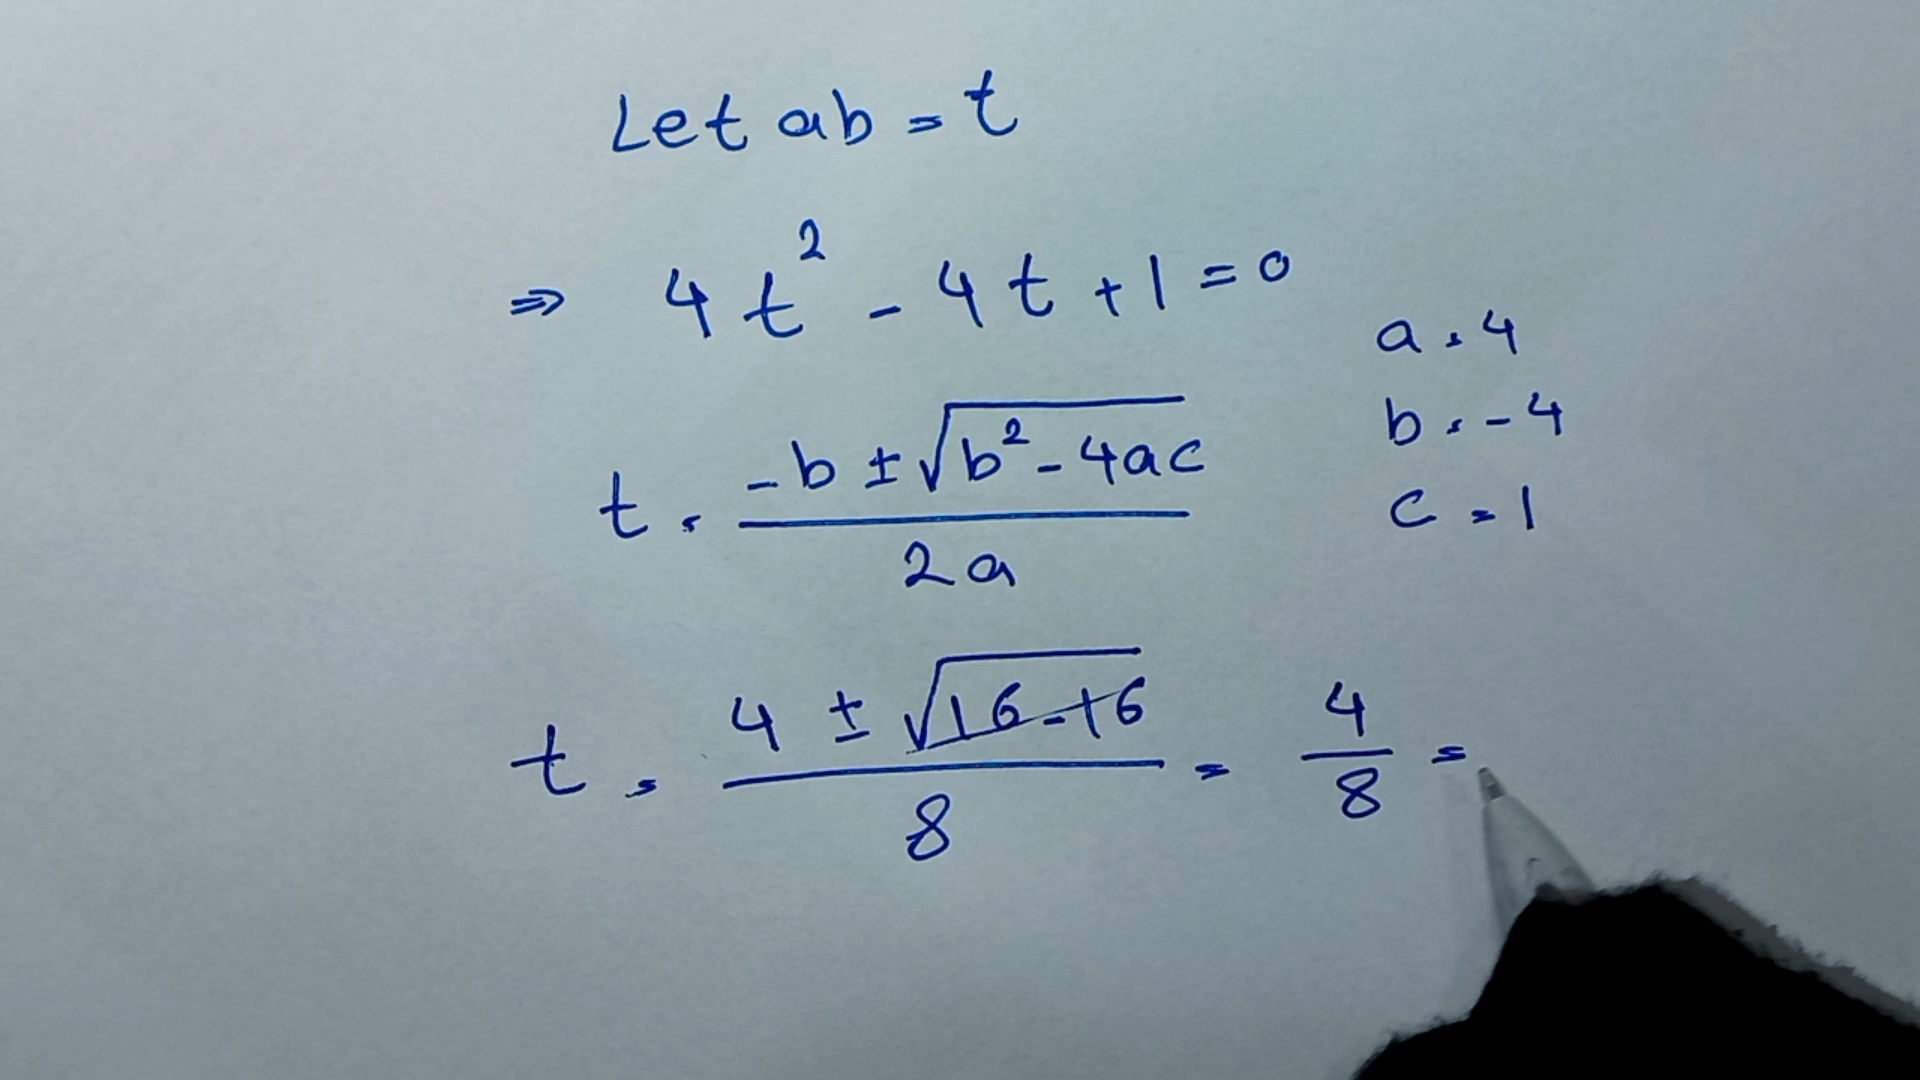 Let ab = t
⇒ 4t² - 4t + 1 = 0
a = 4
b = -4
c = 1
t = (-b ± √(b² - 4ac)) / 2a
t = (4 ± √(16 - 16)) / 8 = 4/8 =